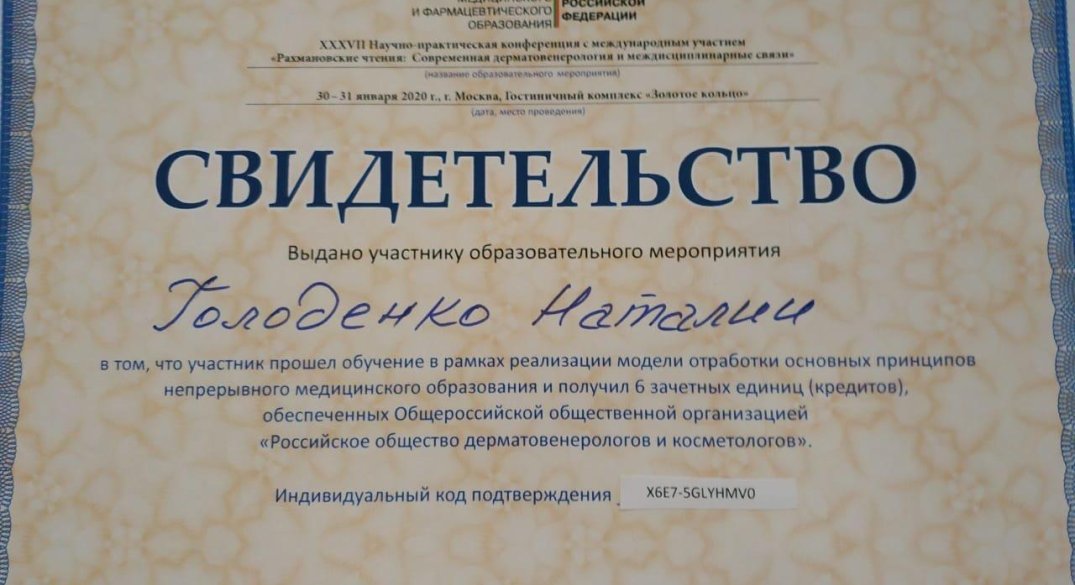 МЕДИЦИНСКОГО
И ФАРМАЦЕВТИЧЕСКОГО
ОБРАЗОВАНИЯ
РОССИЙСКОЙ
ФЕДЕРАЦИИ
XXXVII Научно-практическая конференция с международным участием
«Рахмановские чтения: Современная дерматовенерология и междисциплинарные связи»
(название образовательного мероприятия)
30–31 января 2020 г., г. Москва, Гостиничный комплекс «Золотое кольцо»
(дата, место проведения)
СВИДЕТЕЛЬСТВО
Выдано участнику образовательного мероприятия
Голоденко Наталии
в том, что участник прошел обучение в рамках реализации модели отработки основных принципов
непрерывного медицинского образования и получил 6 зачетных единиц (кредитов),
обеспеченных Общероссийской общественной организацией
«Российское общество дерматовенерологов и косметологов».
Индивидуальный код подтверждения X6E7-5GLYHMV0